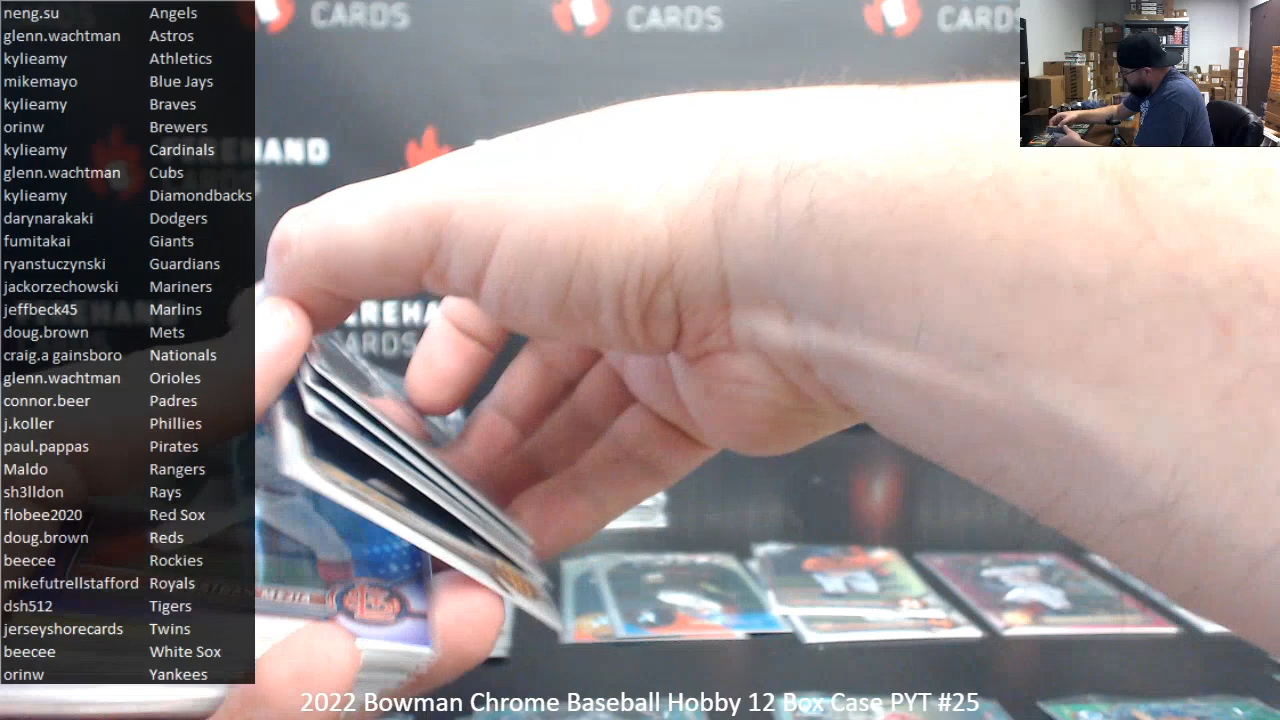 neng.su Angels
glenn.wachtman Astros
kylieamy Athletics
mikemayo Blue Jays
kylieamy Braves
orinw Brewers
kylieamy Cardinals
glenn.wachtman Cubs
kylieamy Diamondbacks
darynarakaki Dodgers
fumitakai Giants
ryanstuczynski Guardians
jackorzechowski Mariners
jeffbeck45 Marlins
doug.brown Mets
craig.a gainsboro Nationals
glenn.wachtman Orioles
connor.beer Padres
j.koller Phillies
paul.pappas Pirates
Maldo Rangers
sh3lldon Rays
flobee2020 Red Sox
doug.brown Reds
beecee Rockies
mikefutrellstafford Royals
dsh512 Tigers
jerseyshorecards Twins
beecee White Sox
orinw Yankees
CARDS
CARDS
CARDS
CARDS
MEJIA
2022 Bowman Chrome Baseball Hobby 12 Box Case PYT #25